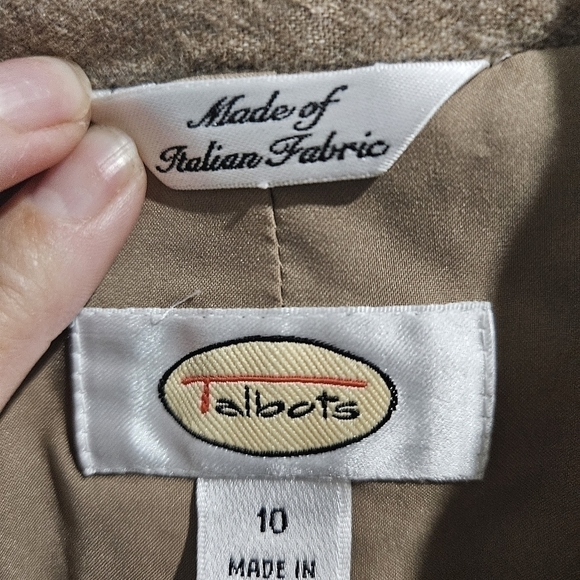 Made of
Italian Fabric
Talbots
10
MADE IN